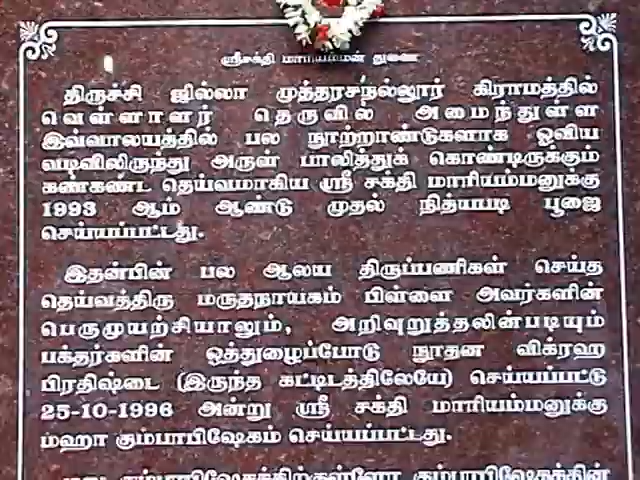 ஸ்ரீசக்தி மாரியம்மன் துணை
திருச்சி ஜில்லா முத்தரசநல்லூர் கிராமத்தில்
வெள்ளாளர் தெருவில் அமைந்துள்ள
இவ்வாலயத்தில் பல நூற்றாண்டுகளாக ஓவிய
வடிவிலிருந்து அருள் பாலித்துக் கொண்டிருக்கும்
கண்கண்ட தெய்வமாகிய ஸ்ரீ சக்தி மாரியம்மனுக்கு
1993 ஆம் ஆண்டு முதல் நித்யபடி பூஜை
செய்யப்பட்டது.
இதன்பின் பல ஆலய திருப்பணிகள் செய்த
தெய்வத்திரு மருதநாயகம் பிள்ளை அவர்களின்
பெருமுயற்சியாலும், அறிவுறுத்தலின்படியும்
பக்தர்களின் ஒத்துழைப்போடு நூதன விக்ரஹ
பிரதிஷ்டை (இருந்த கட்டிடத்திலேயே) செய்யப்பட்டு
25-10-1996 அன்று ஸ்ரீ சக்தி மாரியம்மனுக்கு
மஹா கும்பாபிஷேகம் செய்யப்பட்டது.
கும்பாபிஷேகத்திற்குள்ளோ கும்பாபிஷேகத்தின்